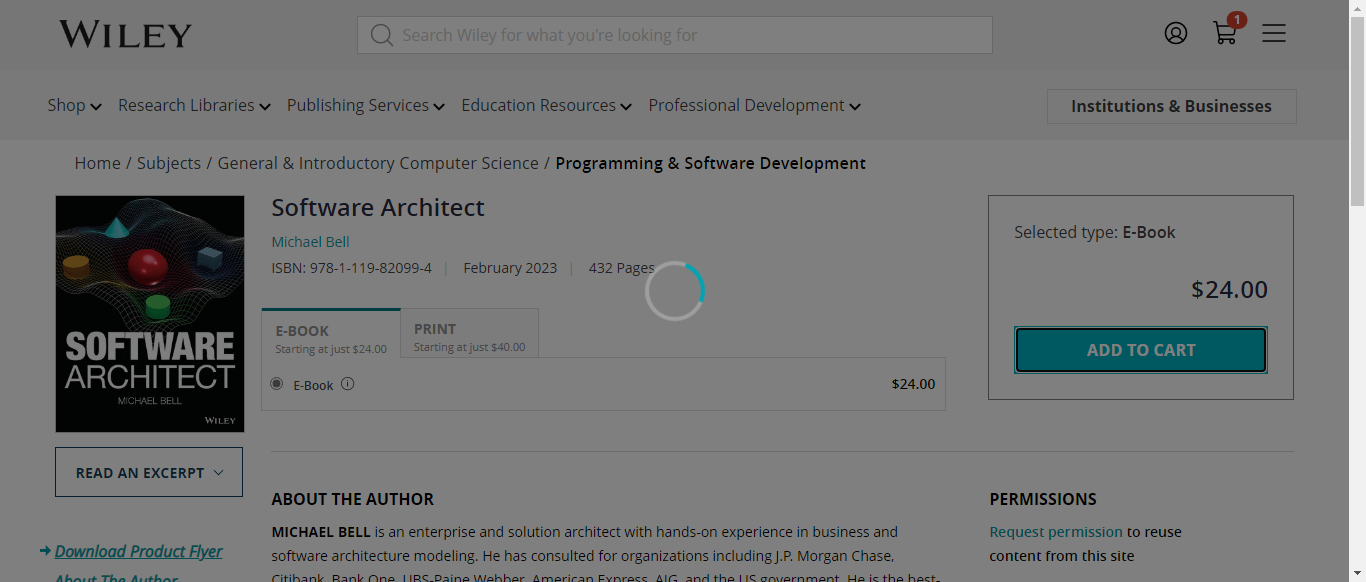 WILEY
Search Wiley for what you're looking for
1
Shop
Research Libraries
Publishing Services
Education Resources
Professional Development
Institutions & Businesses
Home / Subjects / General & Introductory Computer Science / Programming & Software Development
SOFTWARE
ARCHITECT
MICHAEL BELL
WILEY
READ AN EXCERPT
Download Product Flyer
About The Author
Software Architect
Michael Bell
ISBN: 978-1-119-82099-4 | February 2023 | 432 Pages
E-BOOK
Starting at just $24.00
PRINT
Starting at just $40.00
E-Book
$24.00
Selected type: E-Book
$24.00
ADD TO CART
ABOUT THE AUTHOR
MICHAEL BELL is an enterprise and solution architect with hands-on experience in business and
software architecture modeling. He has consulted for organizations including J.P. Morgan Chase,
Citibank, Bank One, UBS-Paine Webber, American Express, AIG, and the US government. He is the best-
PERMISSIONS
Request permission to reuse
content from this site